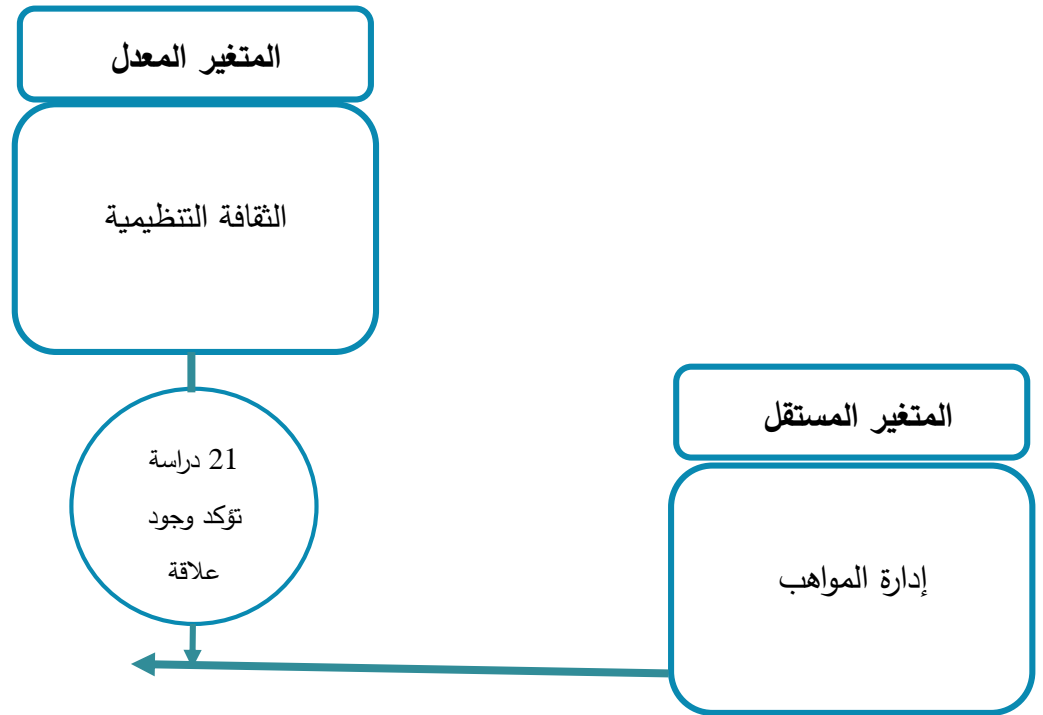 المتغير المعدل
الثقافة التنظيمية
21 دراسة
تؤكد وجود
علاقة
المتغير المستقل
إدارة المواهب